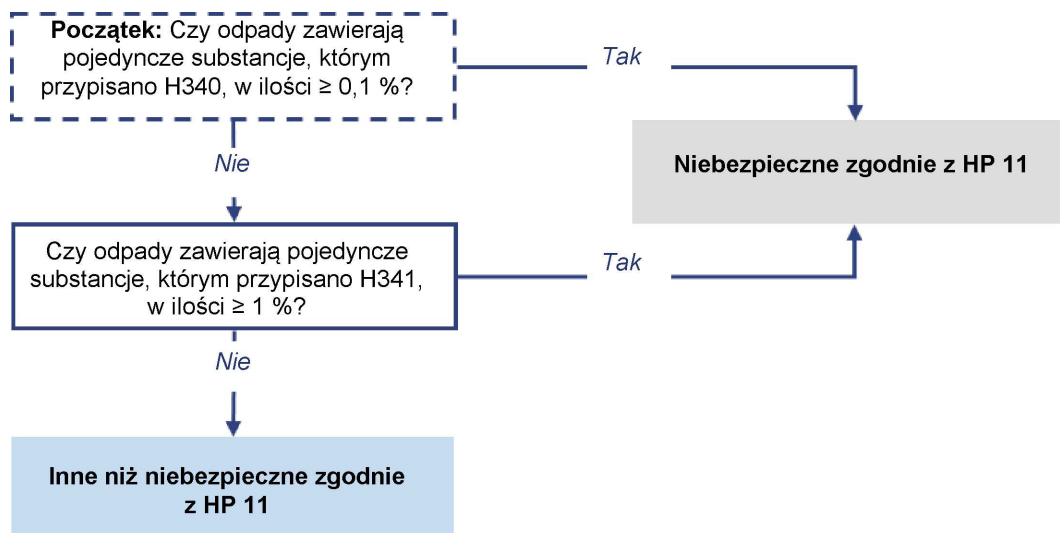 Początek: Czy odpady zawierają
pojedyncze substancje, którym
przypisano H340, w ilości ≥ 0,1 %?
Tak
Niebezpieczne zgodnie z HP 11
Nie
Czy odpady zawierają pojedyncze
substancje, którym przypisano H341,
w ilości ≥ 1 %?
Tak
Nie
Inne niż niebezpieczne zgodnie
z HP 11